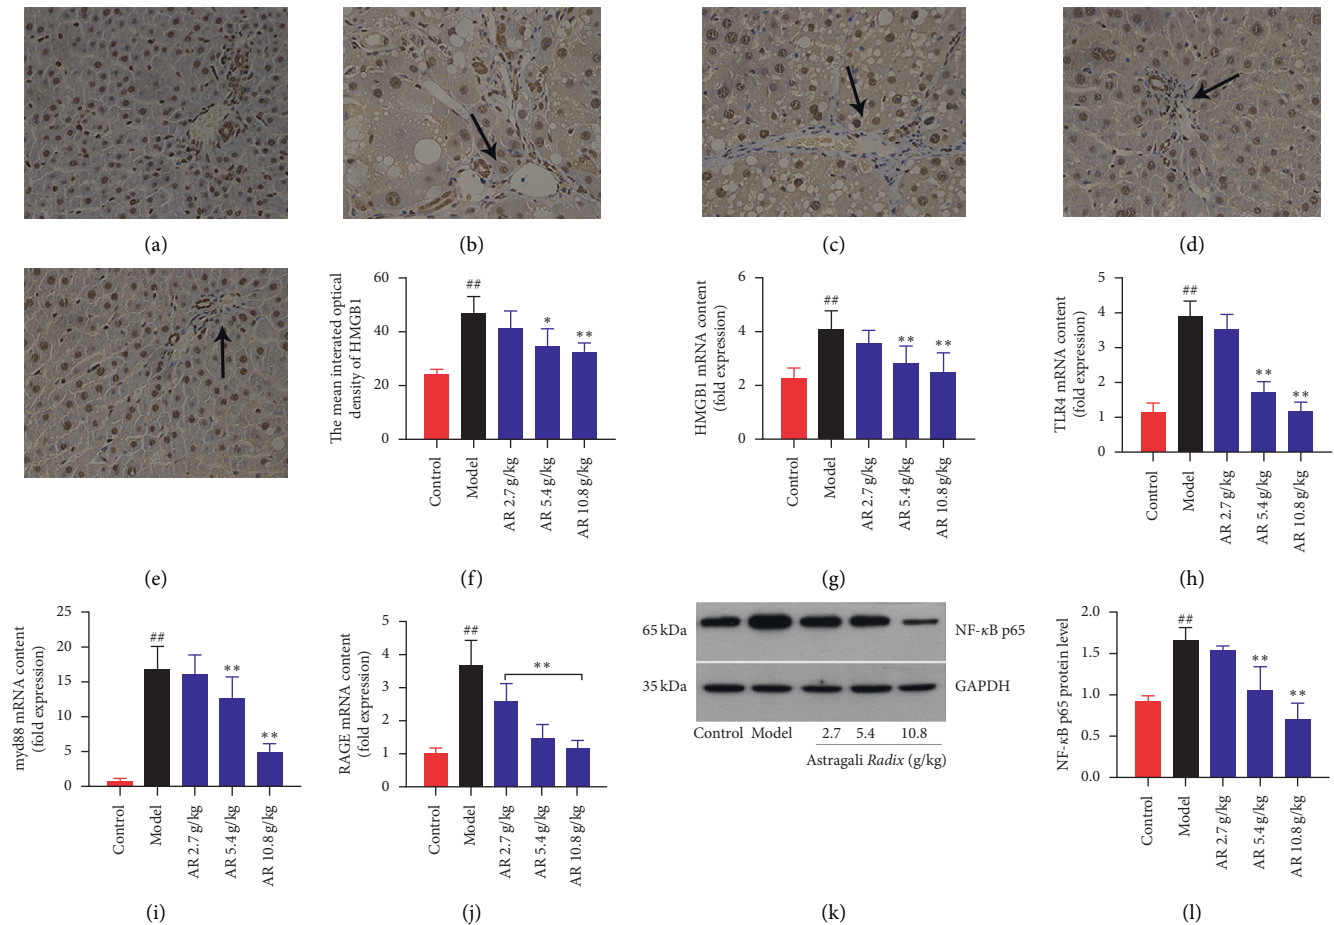 (a)
(b)
(c)
(d)
(e)
The mean interated optical
density of HMGB1
60
40
20
0
##
*
**
Control
Model
AR 2.7 g/kg
AR 5.4 g/kg
AR 10.8 g/kg
(f)
HMGB1 mRNA content
(fold expression)
6
4
2
0
##
**
**
Control
Model
AR 2.7 g/kg
AR 5.4 g/kg
AR 10.8 g/kg
(g)
TLR4 mRNA content
(fold expression)
5
4
3
2
1
0
##
**
**
Control
Model
AR 2.7 g/kg
AR 5.4 g/kg
AR 10.8 g/kg
(h)
myd88 mRNA content
(fold expression)
25
20
15
10
5
0
##
**
**
Control
Model
AR 2.7 g/kg
AR 5.4 g/kg
AR 10.8 g/kg
(i)
RAGE mRNA content
(fold expression)
5
4
3
2
1
0
##
**
Control
Model
AR 2.7 g/kg
AR 5.4 g/kg
AR 10.8 g/kg
(j)
65 kDa
NF-κB p65
35 kDa
GAPDH
Control Model 2.7 5.4 10.8
Astragali Radix (g/kg)
(k)
NF-κB p65 protein level
2.0
1.5
1.0
0.5
0.0
##
**
**
Control
Model
AR 2.7 g/kg
AR 5.4 g/kg
AR 10.8 g/kg
(l)